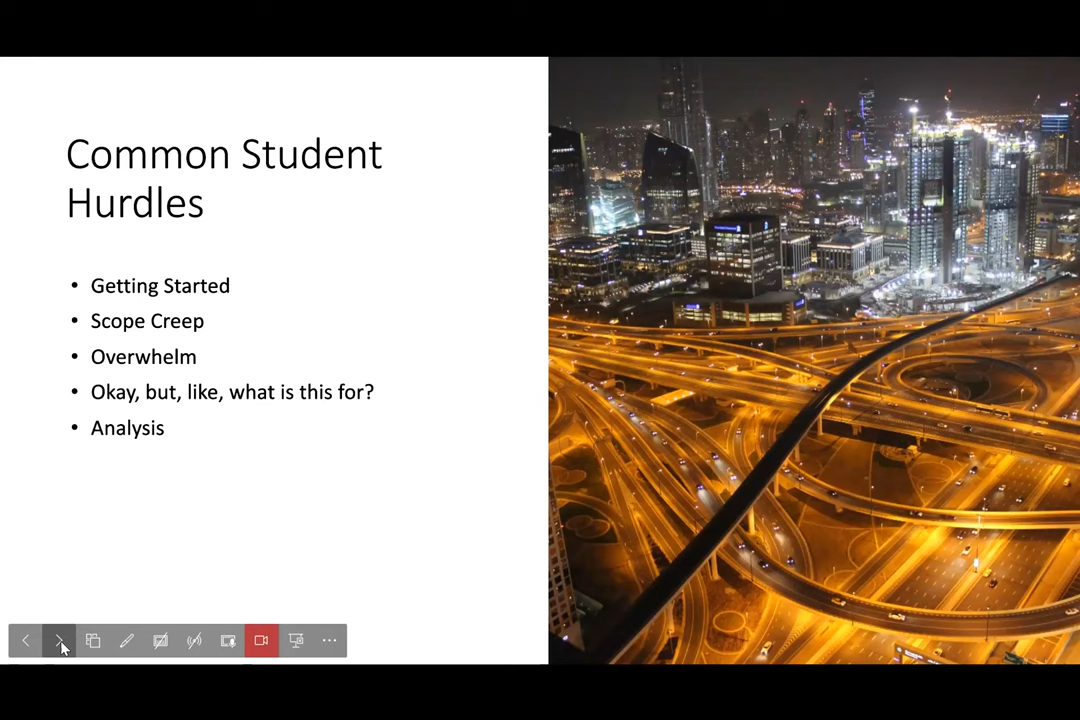 Common Student
Hurdles
• Getting Started
• Scope Creep
• Overwhelm
• Okay, but, like, what is this for?
• Analysis